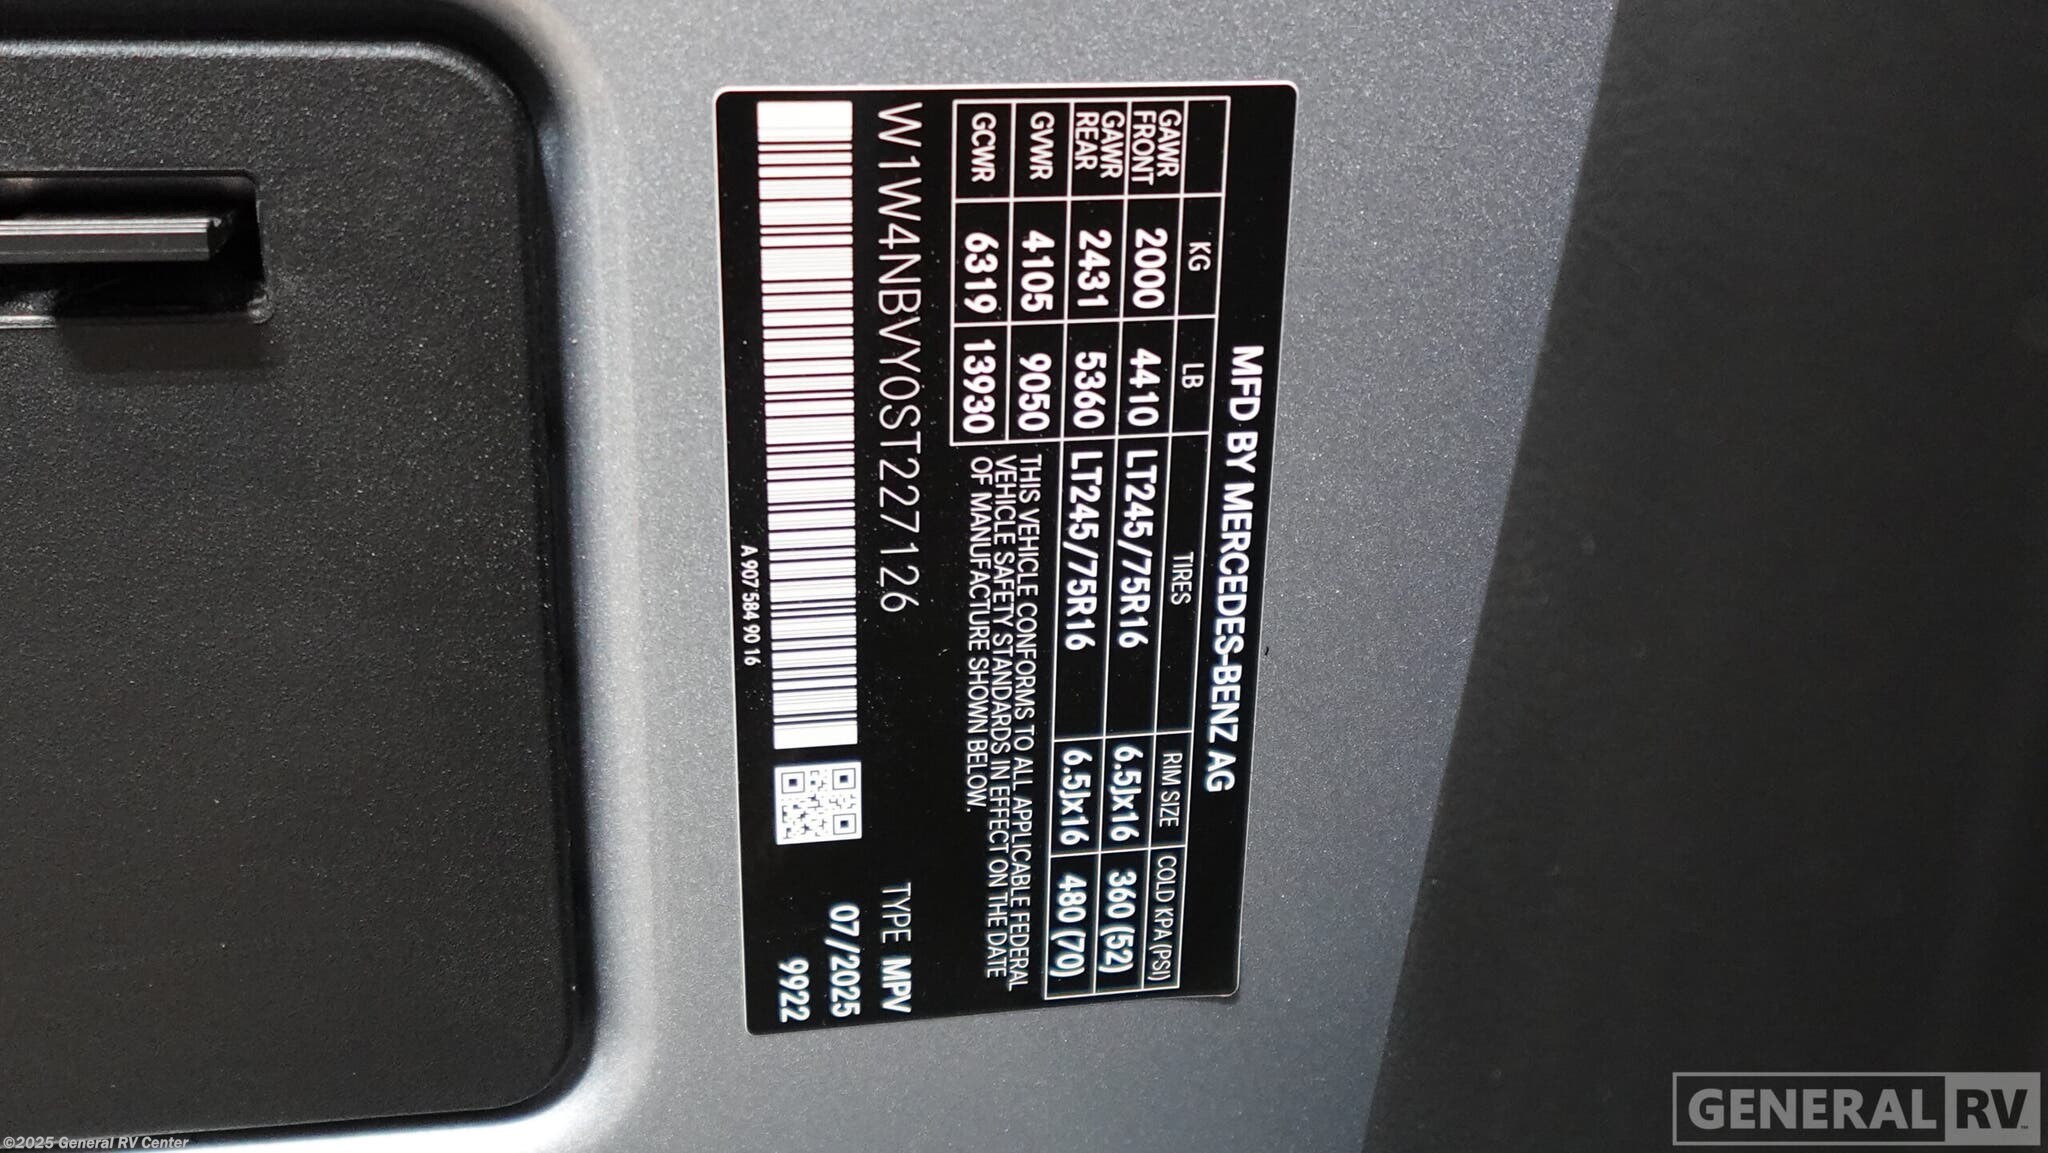 MFD BY MERCEDES-BENZ AG
KG LB TIRES RIM SIZE COLD KPA (PSI)
GAWR FRONT 2000 4410 LT245/75R16 6.5Jx16 360 (52)
GAWR REAR 2431 5360 LT245/75R16 6.5Jx16 480 (70)
GVWR 4105 9050
GCWR 6319 13930
THIS VEHICLE CONFORMS TO ALL APPLICABLE FEDERAL
VEHICLE SAFETY STANDARDS IN EFFECT ON THE DATE
OF MANUFACTURE SHOWN BELOW.
W1W4NBVY0ST227126 TYPE MPV
07/2025
9922
A 907 584 90 16
©2025 General RV Center
GENERAL RV